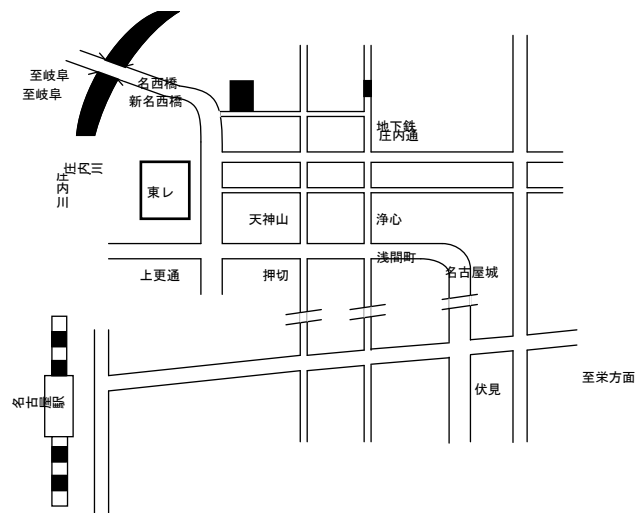 至岐阜
至岐阜
名西橋
新名西橋
地下鉄
庄内通
庄内川
庄内川
東レ
天神山
浄心
浅間町
上更通
押切
名古屋城
名古屋駅
伏見
至栄方面